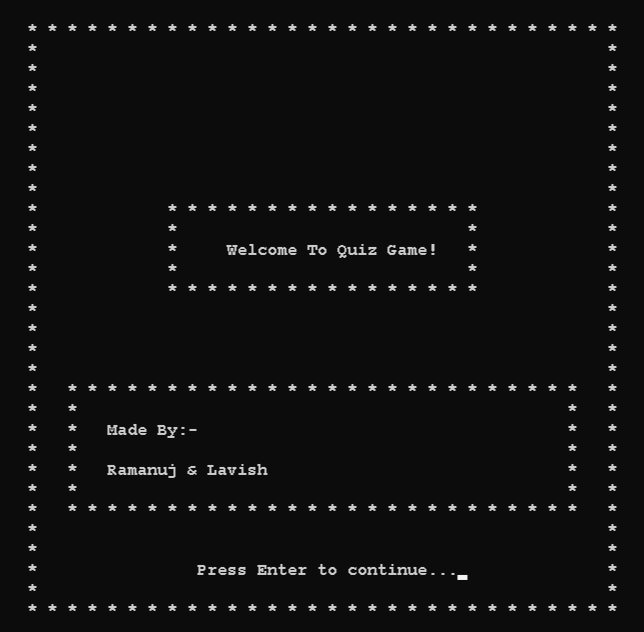 Welcome To Quiz Game!
Made By:-
Ramanuj & Lavish
Press Enter to continue...